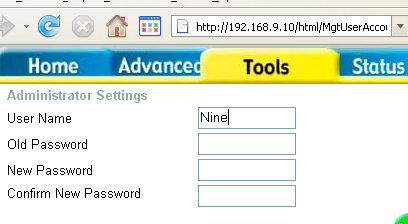 http://192.168.9.10/html/MgtUserAccou
Home Advanced Tools Status
Administrator Settings
User Name Nine
Old Password
New Password
Confirm New Password